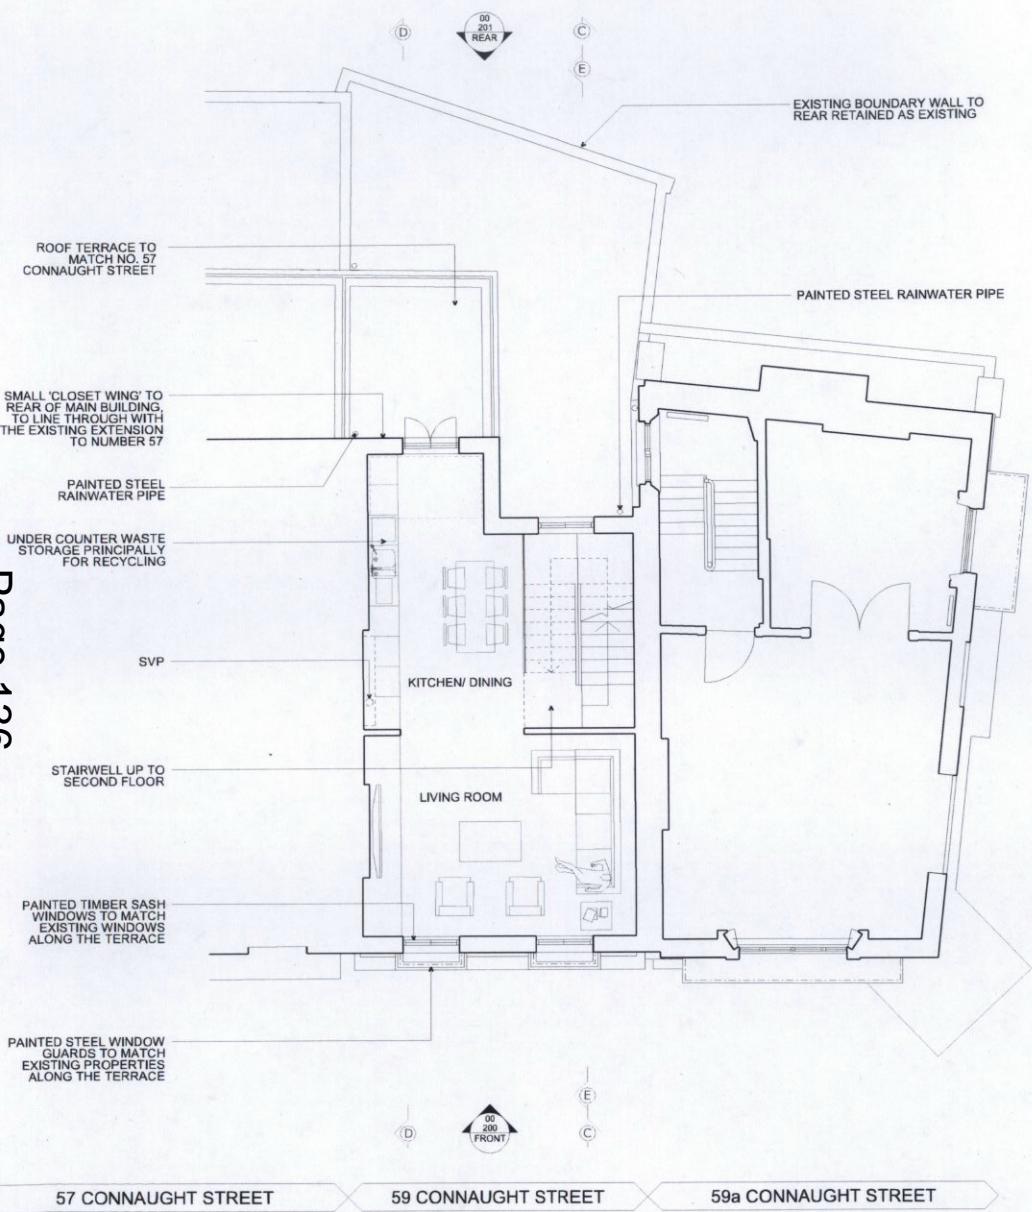 D
00
201
REAR
C
E
EXISTING BOUNDARY WALL TO
REAR RETAINED AS EXISTING
ROOF TERRACE TO
MATCH NO. 57
CONNAUGHT STREET
PAINTED STEEL RAINWATER PIPE
SMALL 'CLOSET WING' TO
REAR OF MAIN BUILDING,
TO LINE THROUGH WITH
THE EXISTING EXTENSION
TO NUMBER 57
PAINTED STEEL
RAINWATER PIPE
UNDER COUNTER WASTE
STORAGE PRINCIPALLY
FOR RECYCLING
Page 126
SVP
KITCHEN/ DINING
STAIRWELL UP TO
SECOND FLOOR
LIVING ROOM
PAINTED TIMBER SASH
WINDOWS TO MATCH
EXISTING WINDOWS
ALONG THE TERRACE
PAINTED STEEL WINDOW
GUARDS TO MATCH
EXISTING PROPERTIES
ALONG THE TERRACE
E
D
00
200
FRONT
C
57 CONNAUGHT STREET
59 CONNAUGHT STREET
59a CONNAUGHT STREET